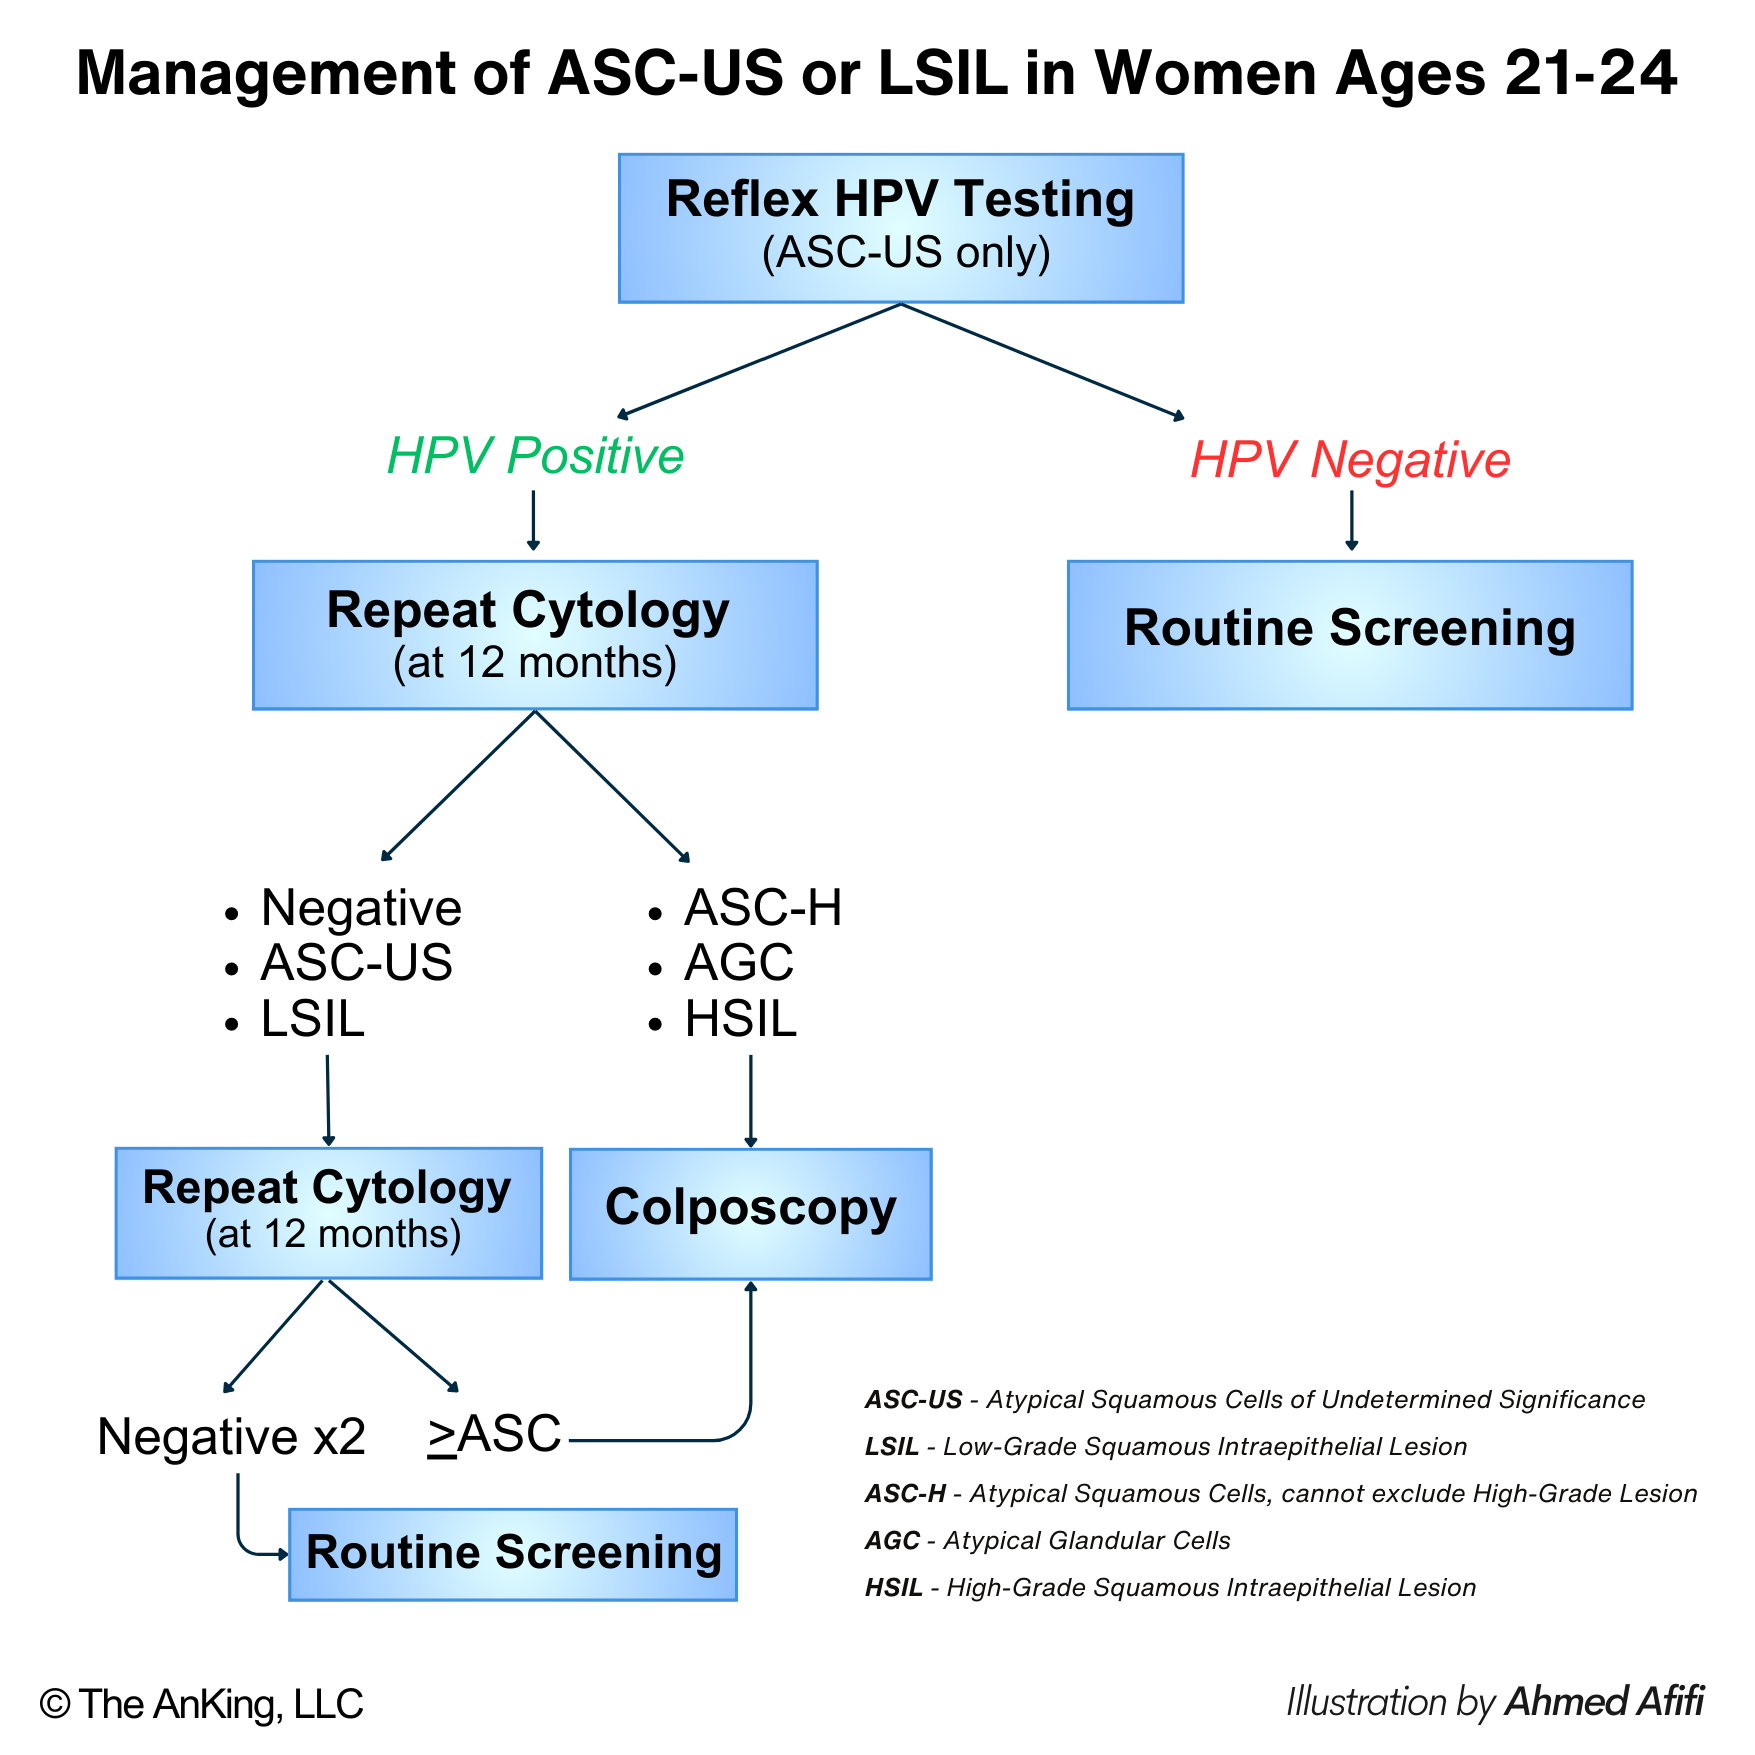 Management of ASC-US or LSIL in Women Ages 21-24
Reflex HPV Testing
(ASC-US only)
HPV Positive
HPV Negative
Repeat Cytology
(at 12 months)
Routine Screening
• Negative
• ASC-US
• LSIL
• ASC-H
• AGC
• HSIL
Repeat Cytology
(at 12 months)
Colposcopy
Negative x2
≥ASC
Routine Screening
ASC-US - Atypical Squamous Cells of Undetermined Significance
LSIL - Low-Grade Squamous Intraepithelial Lesion
ASC-H - Atypical Squamous Cells, cannot exclude High-Grade Lesion
AGC - Atypical Glandular Cells
HSIL - High-Grade Squamous Intraepithelial Lesion
© The AnKing, LLC
Illustration by Ahmed Afifi